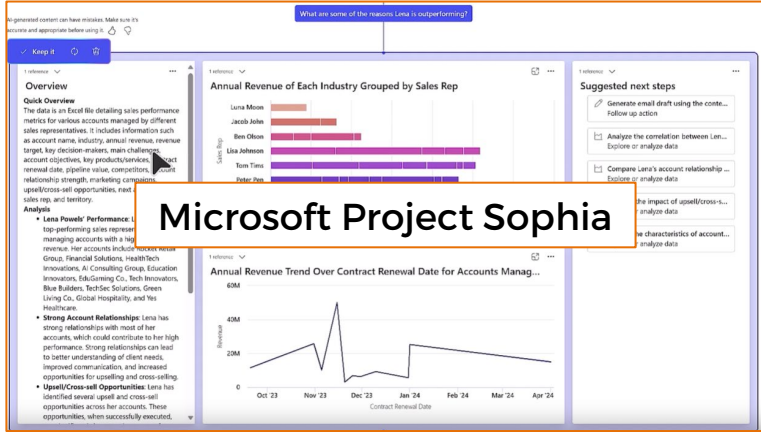 What are some of the reasons Lena is outperforming?
AI-generated content can have mistakes. Make sure it's
accurate and appropriate before using it.
Keep it
1 reference
Overview
Quick Overview
The data is an Excel file detailing sales performance
metrics for various accounts managed by different
sales representatives. It includes information such
as account name, industry, annual revenue, revenue
target, key decision-makers, main challenges,
account objectives, key products/services,
renewal date, pipeline value, competitors,
relationship strength, marketing campaigns,
upsell/cross-sell opportunities, next
sales rep, and territory.
Analysis
• Lena Powels' Performance:
top-performing sales
managing accounts with a
revenue. Her accounts include Rocket Retail
Group, Financial Solutions, HealthTech
Innovations, AI Consulting Group, Education
Innovators, EduGaming Co., Tech Innovators,
Blue Builders, TechSec Solutions, Green
Living Co., Global Hospitality, and Yes
Healthcare.
• Strong Account Relationships: Lena has
strong relationships with most of her
accounts, which could contribute to her high
performance. Strong relationships can lead
to better understanding of client needs,
improved communication, and increased
opportunities for upselling and cross-selling.
• Upsell/Cross-sell Opportunities: Lena has
identified several upsell and cross-sell
opportunities across her accounts. These
opportunities, when successfully executed,
1 reference
Annual Revenue of Each Industry Grouped by Sales Rep
Sales Rep
Luna Moon
Jacob John
Ben Olson
Lisa Johnson
Tom Tims
Peter Pen
Microsoft Project Sophia
1 reference
Annual Revenue Trend Over Contract Renewal Date for Accounts Manag...
Revenue
60M
40M
20M
0
Oct '23 Nov '23 Dec '23 Jan '24 Feb '24 Mar '24 Apr '24
Contract Renewal Date
1 reference
Suggested next steps
Generate email draft using the conte...
Follow up action
Analyze the correlation between Len...
Explore or analyze data
Compare Lena's account relationship ...
Explore or analyze data
the impact of upsell/cross-s...
analyze data
the characteristics of account...
analyze data